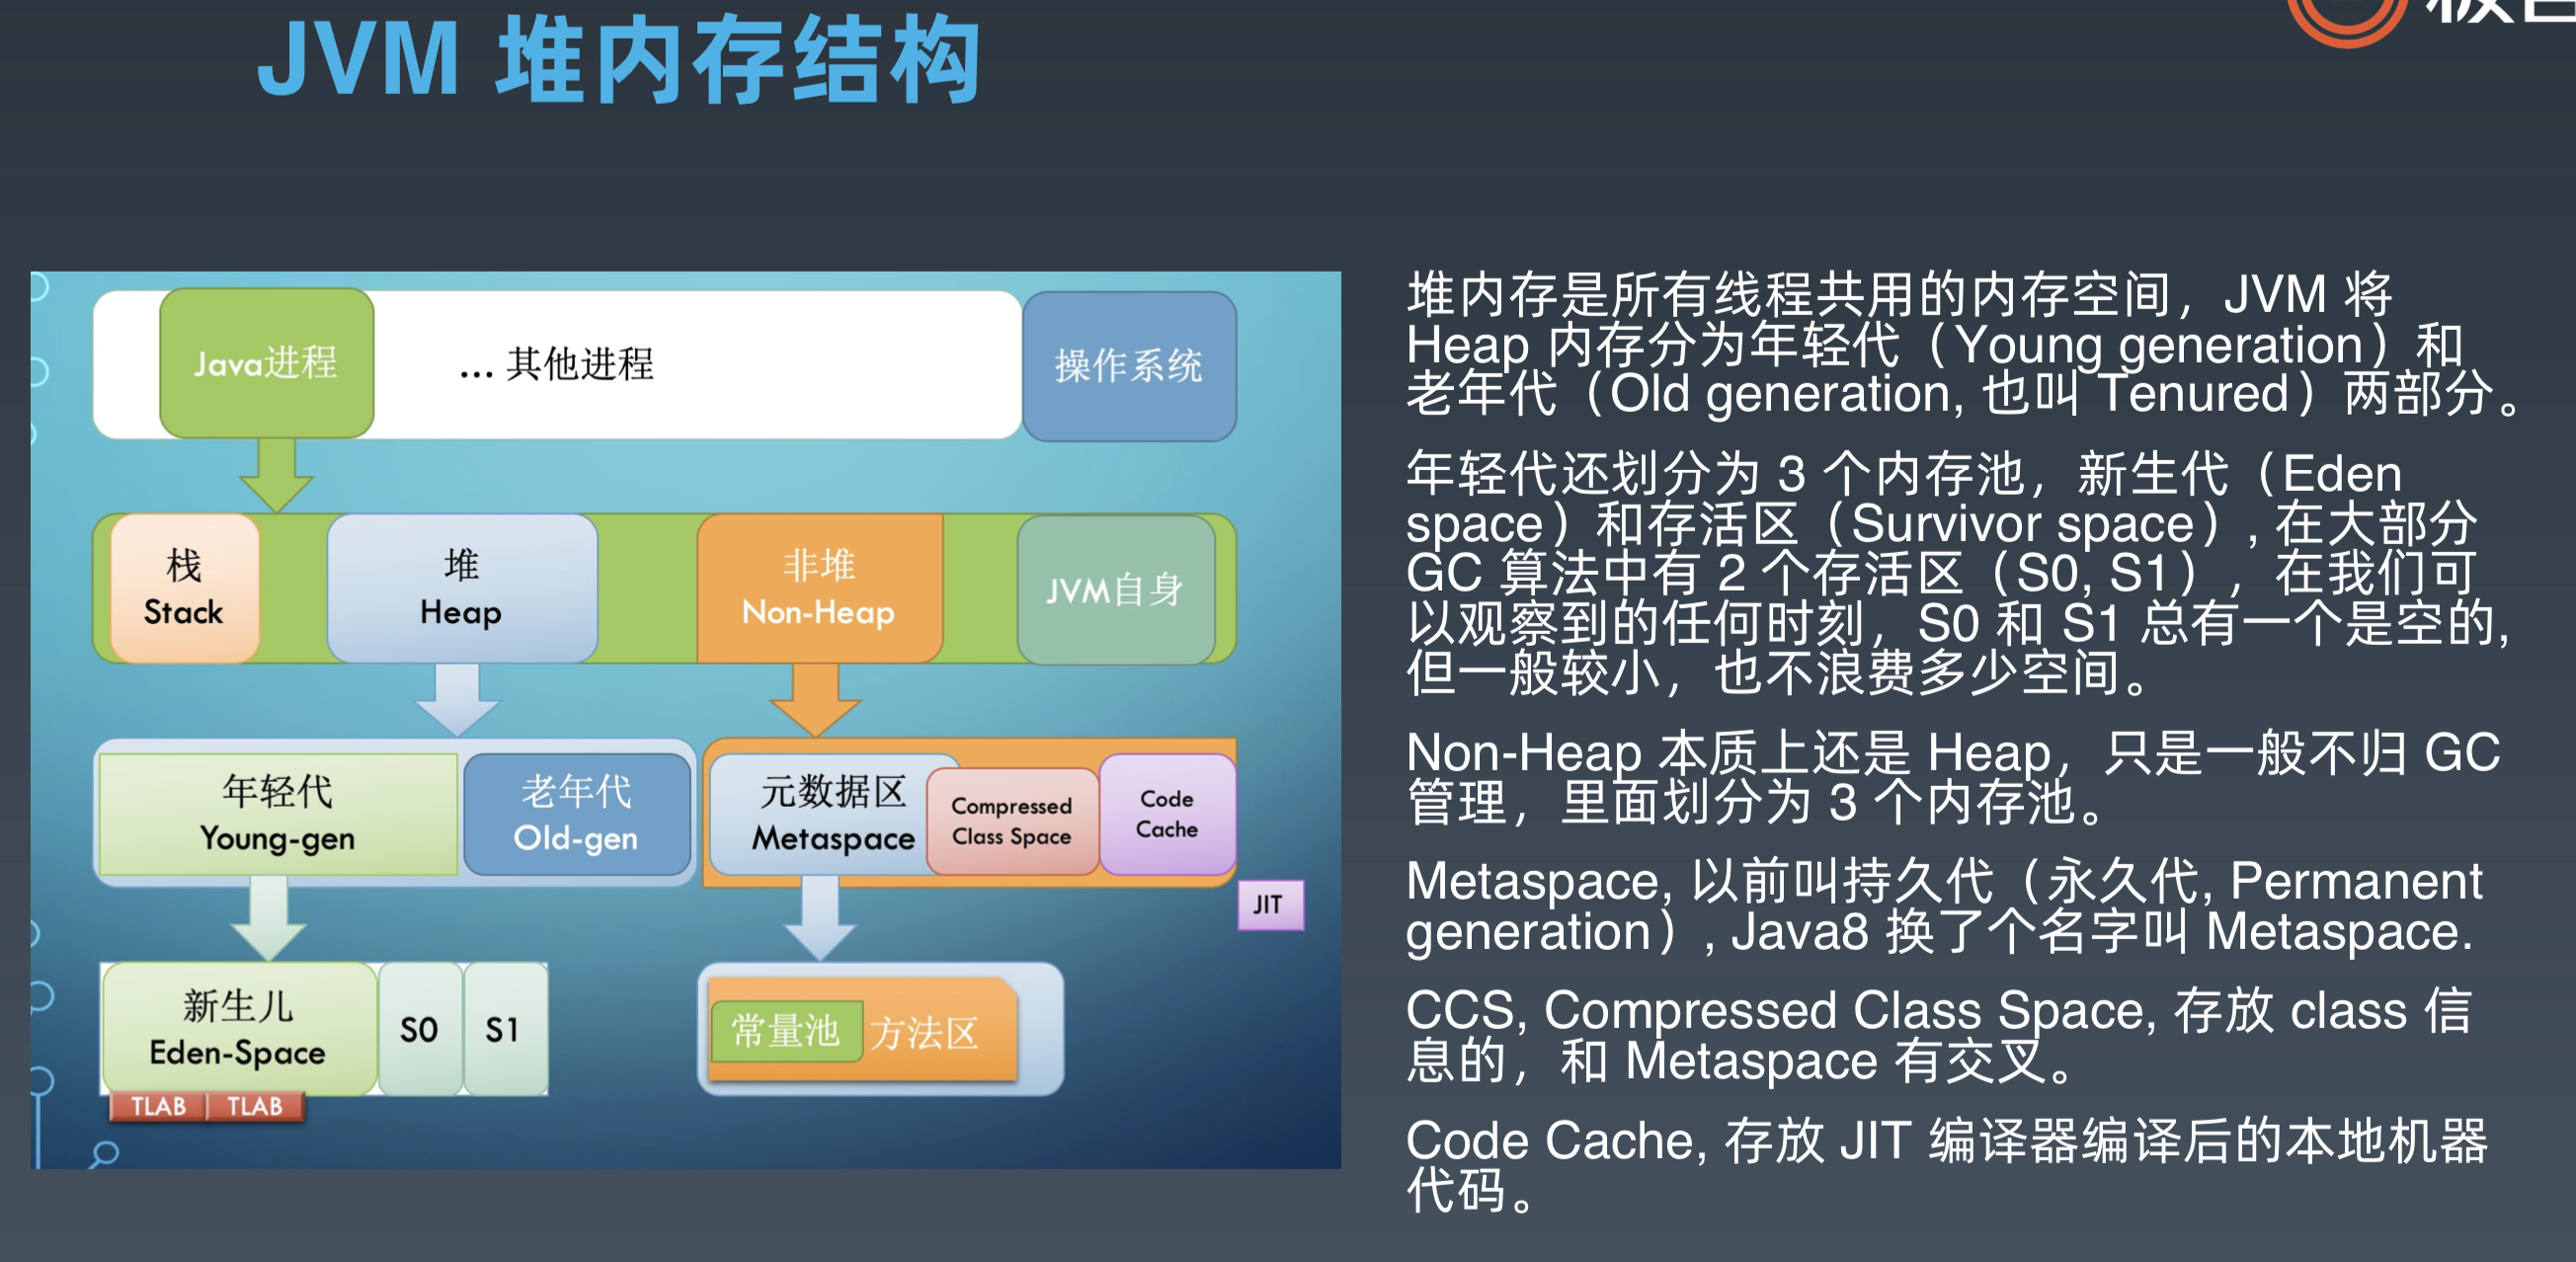 JVM 堆内存结构
Java进程
... 其他进程
操作系统
栈
Stack
堆
Heap
非堆
Non-Heap
JVM自身
年轻代
Young-gen
老年代
Old-gen
元数据区
Metaspace
Compressed
Class Space
Code
Cache
JIT
新生儿
Eden-Space
S0
S1
TLAB
TLAB
常量池
方法区
堆内存是所有线程共用的内存空间，JVM 将
Heap 内存分为年轻代（Young generation）和
老年代（Old generation, 也叫 Tenured）两部分。
年轻代还划分为 3 个内存池，新生代（Eden
space）和存活区（Survivor space）, 在大部分
GC 算法中有 2 个存活区（S0, S1），在我们可
以观察到的任何时刻，S0 和 S1 总有一个是空的,
但一般较小，也不浪费多少空间。
Non-Heap 本质上还是 Heap，只是一般不归 GC
管理，里面划分为 3 个内存池。
Metaspace, 以前叫持久代（永久代, Permanent
generation）, Java8 换了个名字叫 Metaspace.
CCS, Compressed Class Space, 存放 class 信
息的，和 Metaspace 有交叉。
Code Cache, 存放 JIT 编译器编译后的本地机器
代码。